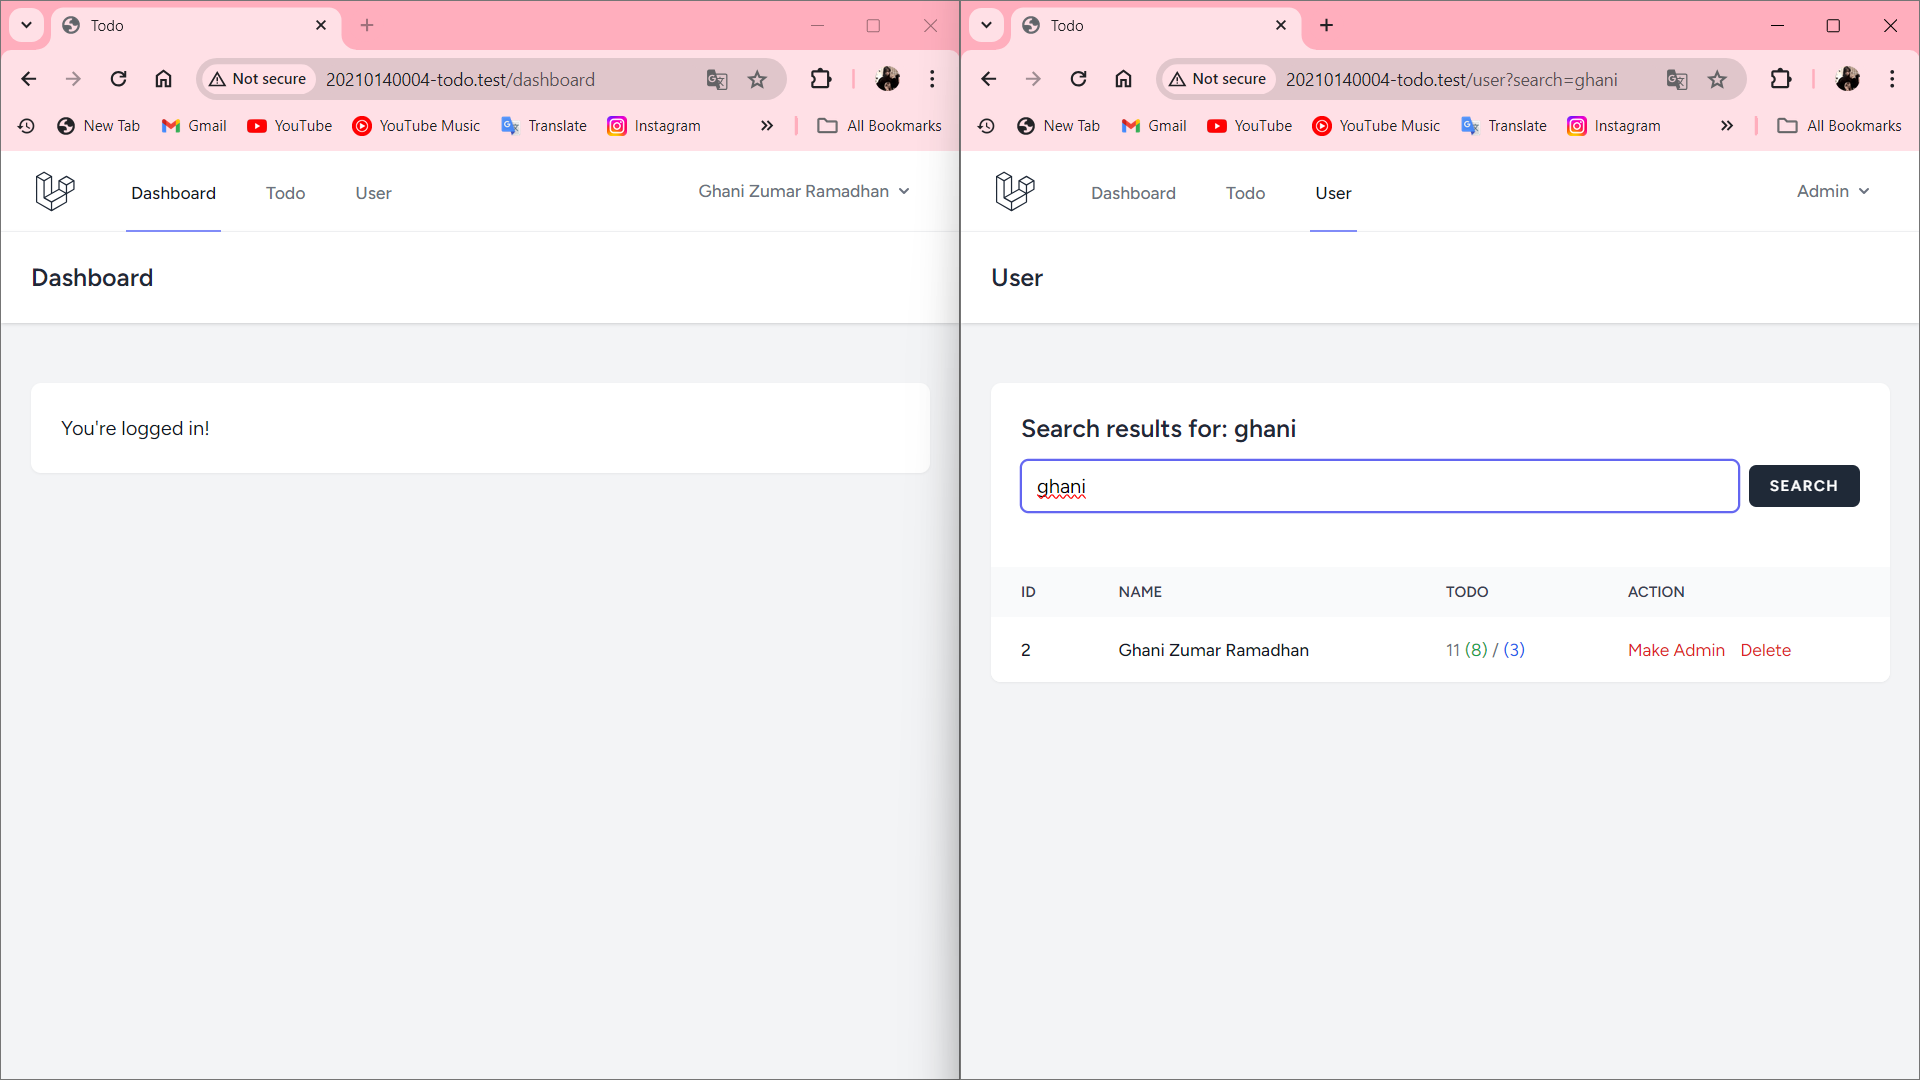 Todo
Not secure 20210140004-todo.test/dashboard
New Tab Gmail YouTube YouTube Music Translate Instagram All Bookmarks
Dashboard Todo User Ghani Zumar Ramadhan
Dashboard
You're logged in!
Todo
Not secure 20210140004-todo.test/user?search=ghani
New Tab Gmail YouTube YouTube Music Translate Instagram All Bookmarks
Dashboard Todo User Admin
User
Search results for: ghani
ghani SEARCH
ID NAME TODO ACTION
2 Ghani Zumar Ramadhan 11 (8) / (3) Make Admin Delete